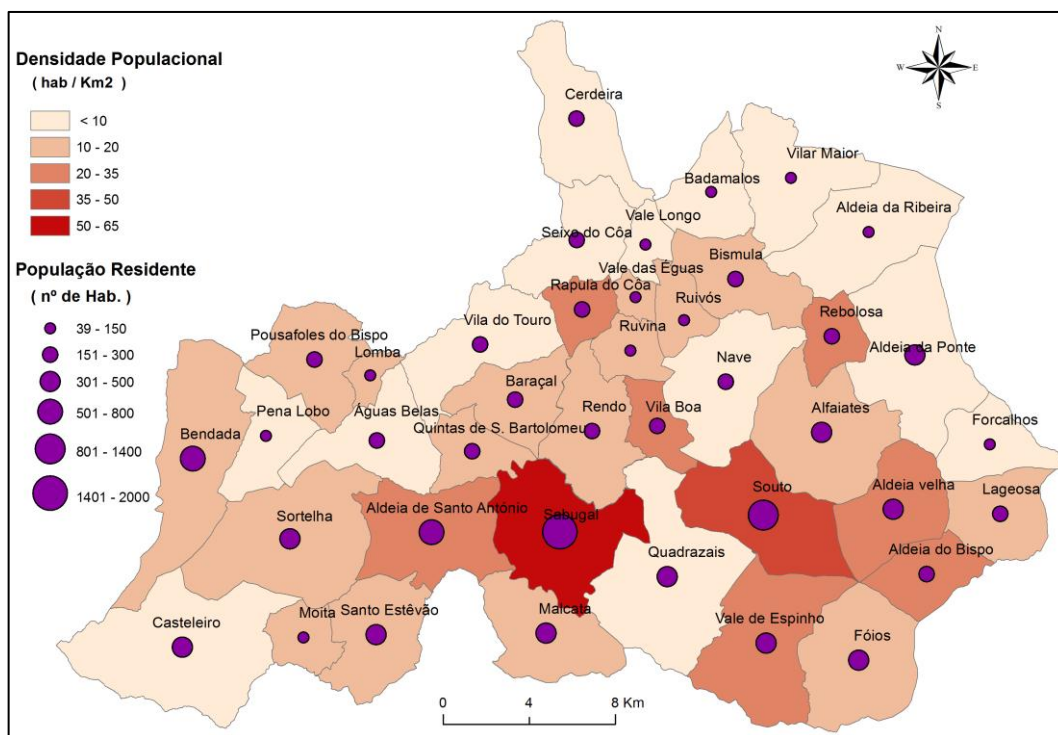 Densidade Populacional
( hab / Km2 )
< 10
10 - 20
20 - 35
35 - 50
50 - 65
População Residente
( nº de Hab. )
39 - 150
151 - 300
301 - 500
501 - 800
801 - 1400
1401 - 2000
N
W
E
S
Cerdeira
Vilar Maior
Badamalos
Aldeia da Ribeira
Vale Longo
Seixo do Côa
Bismula
Vale das Éguas
Rapula do Côa
Ruivós
Rebolosa
Vila do Touro
Ruvina
Pousafoles do Bispo
Aldeia da Ponte
Lomba
Nave
Baraçal
Pena Lobo
Águas Belas
Rendo
Vila Boa
Alfaiates
Forcalhos
Quintas de S. Bartolomeu
Bendada
Souto
Aldeia velha
Lageosa
Sortelha
Aldeia de Santo António
Sabugal
Quadrazais
Aldeia do Bispo
Moita
Santo Estêvão
Malcata
Vale de Espinho
Casteleiro
Fóios
0
4
8 Km